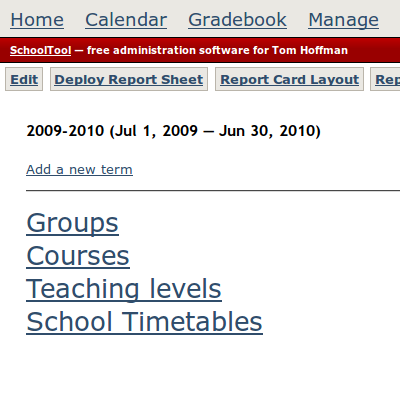 Home Calendar Gradebook Manage
SchoolTool — free administration software for Tom Hoffman
Edit Deploy Report Sheet Report Card Layout Rep
2009-2010 (Jul 1, 2009 — Jun 30, 2010)
Add a new term
Groups
Courses
Teaching levels
School Timetables